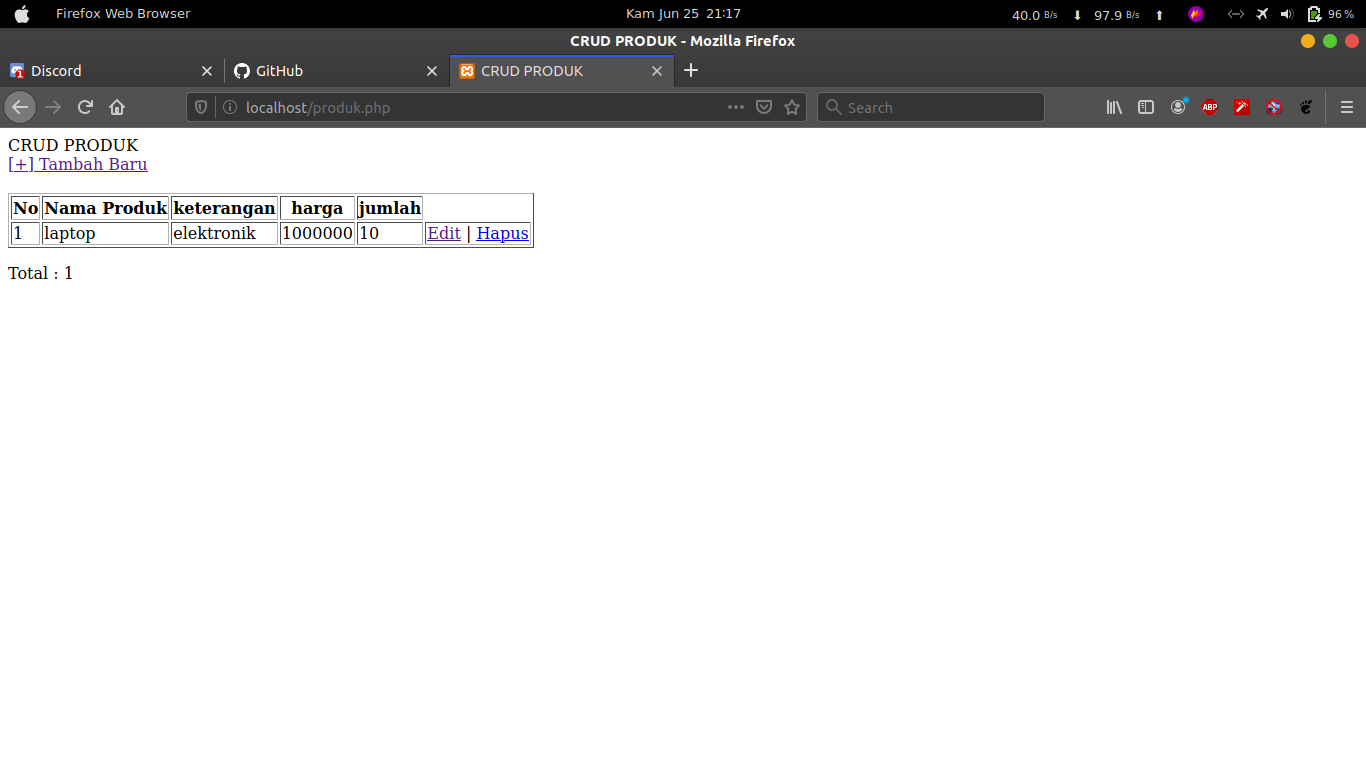 Firefox Web Browser Kam Jun 25 21:17 40.0 B/s 97.9 B/s 96 %
CRUD PRODUK - Mozilla Firefox
1 Discord GitHub CRUD PRODUK
localhost/produk.php Search ABP
CRUD PRODUK
[+] Tambah Baru
No Nama Produk keterangan harga jumlah
1 laptop elektronik 1000000 10 Edit | Hapus
Total : 1